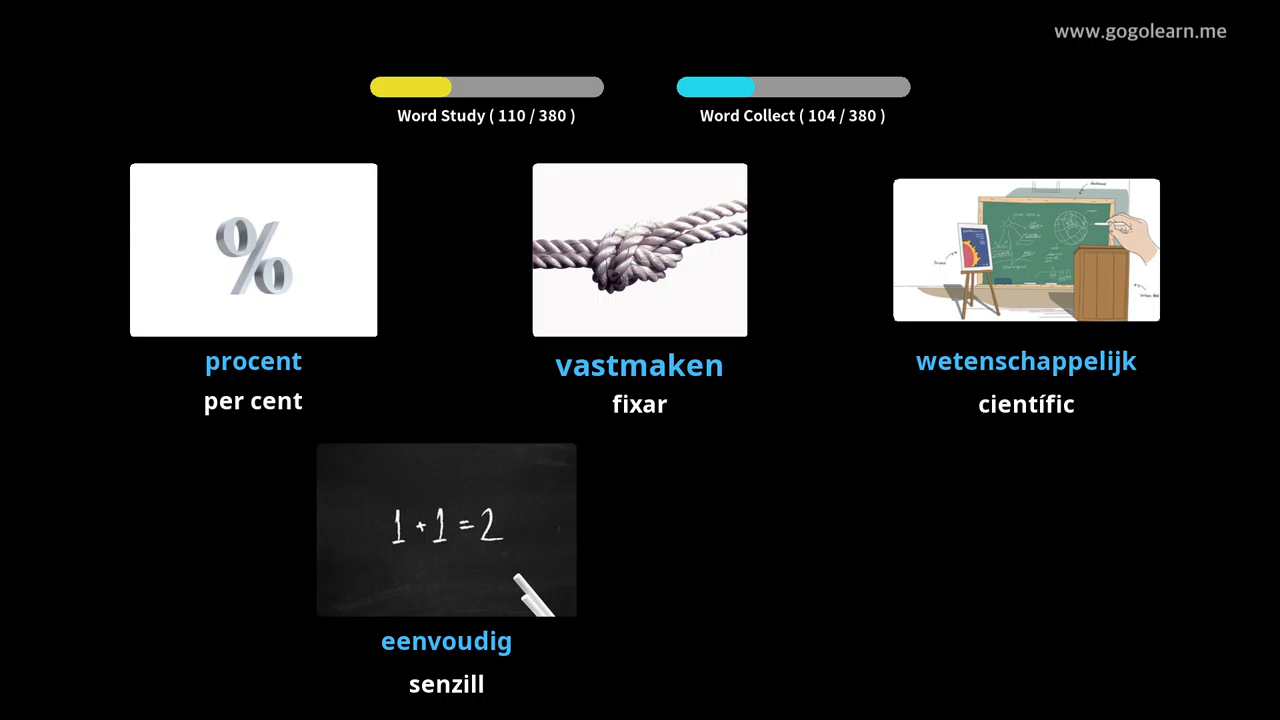 www.gogolearn.me
Word Study ( 110 / 380 )
Word Collect ( 104 / 380 )
procent
per cent
vastmaken
fixar
wetenschappelijk
científic
1 + 1 = 2
eenvoudig
senzill